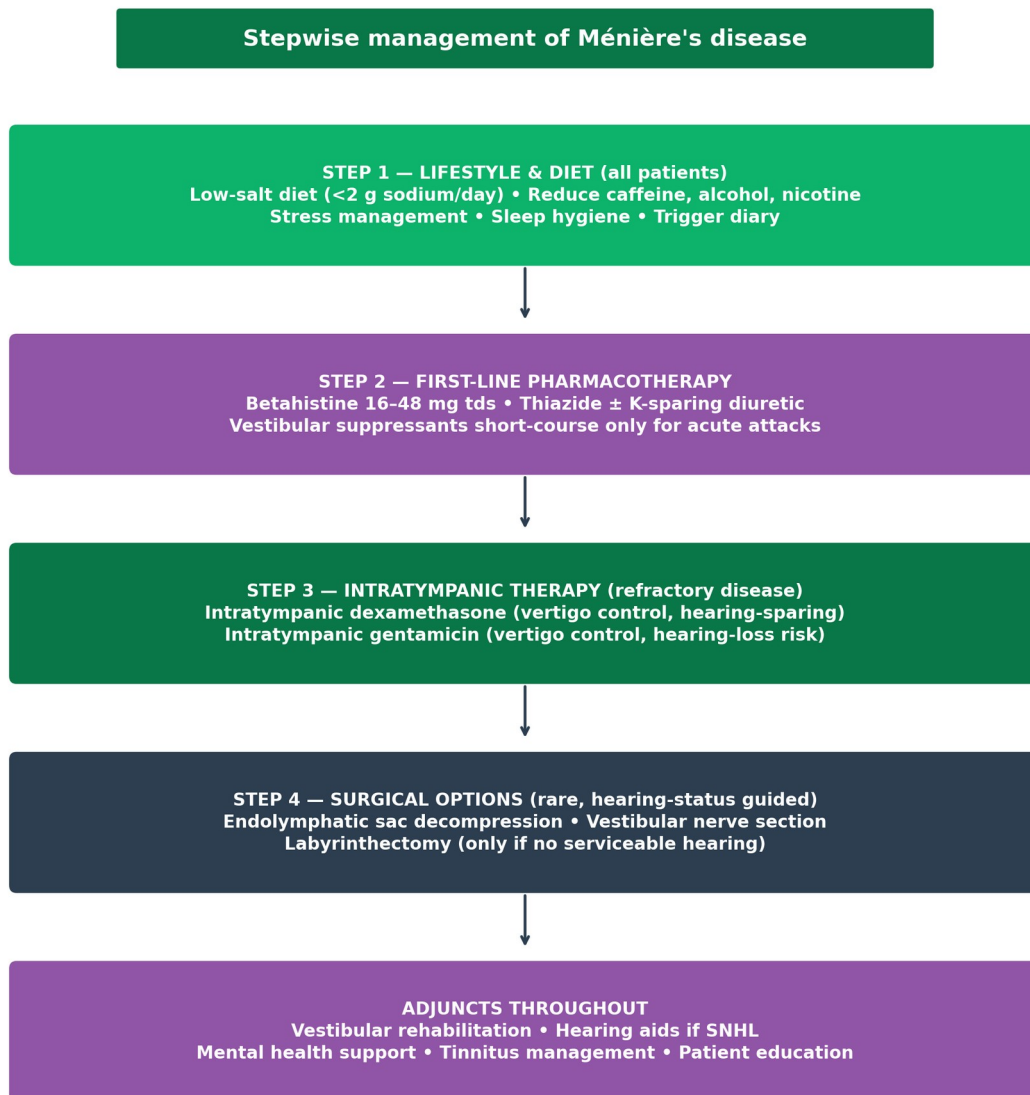 Stepwise management of Ménière's disease
STEP 1 — LIFESTYLE & DIET (all patients)
Low-salt diet (<2 g sodium/day) • Reduce caffeine, alcohol, nicotine
Stress management • Sleep hygiene • Trigger diary
STEP 2 — FIRST-LINE PHARMACOTHERAPY
Betahistine 16–48 mg tds • Thiazide ± K-sparing diuretic
Vestibular suppressants short-course only for acute attacks
STEP 3 — INTRATYMPANIC THERAPY (refractory disease)
Intratympanic dexamethasone (vertigo control, hearing-sparing)
Intratympanic gentamicin (vertigo control, hearing-loss risk)
STEP 4 — SURGICAL OPTIONS (rare, hearing-status guided)
Endolymphatic sac decompression • Vestibular nerve section
Labyrinthectomy (only if no serviceable hearing)
ADJUNCTS THROUGHOUT
Vestibular rehabilitation • Hearing aids if SNHL
Mental health support • Tinnitus management • Patient education